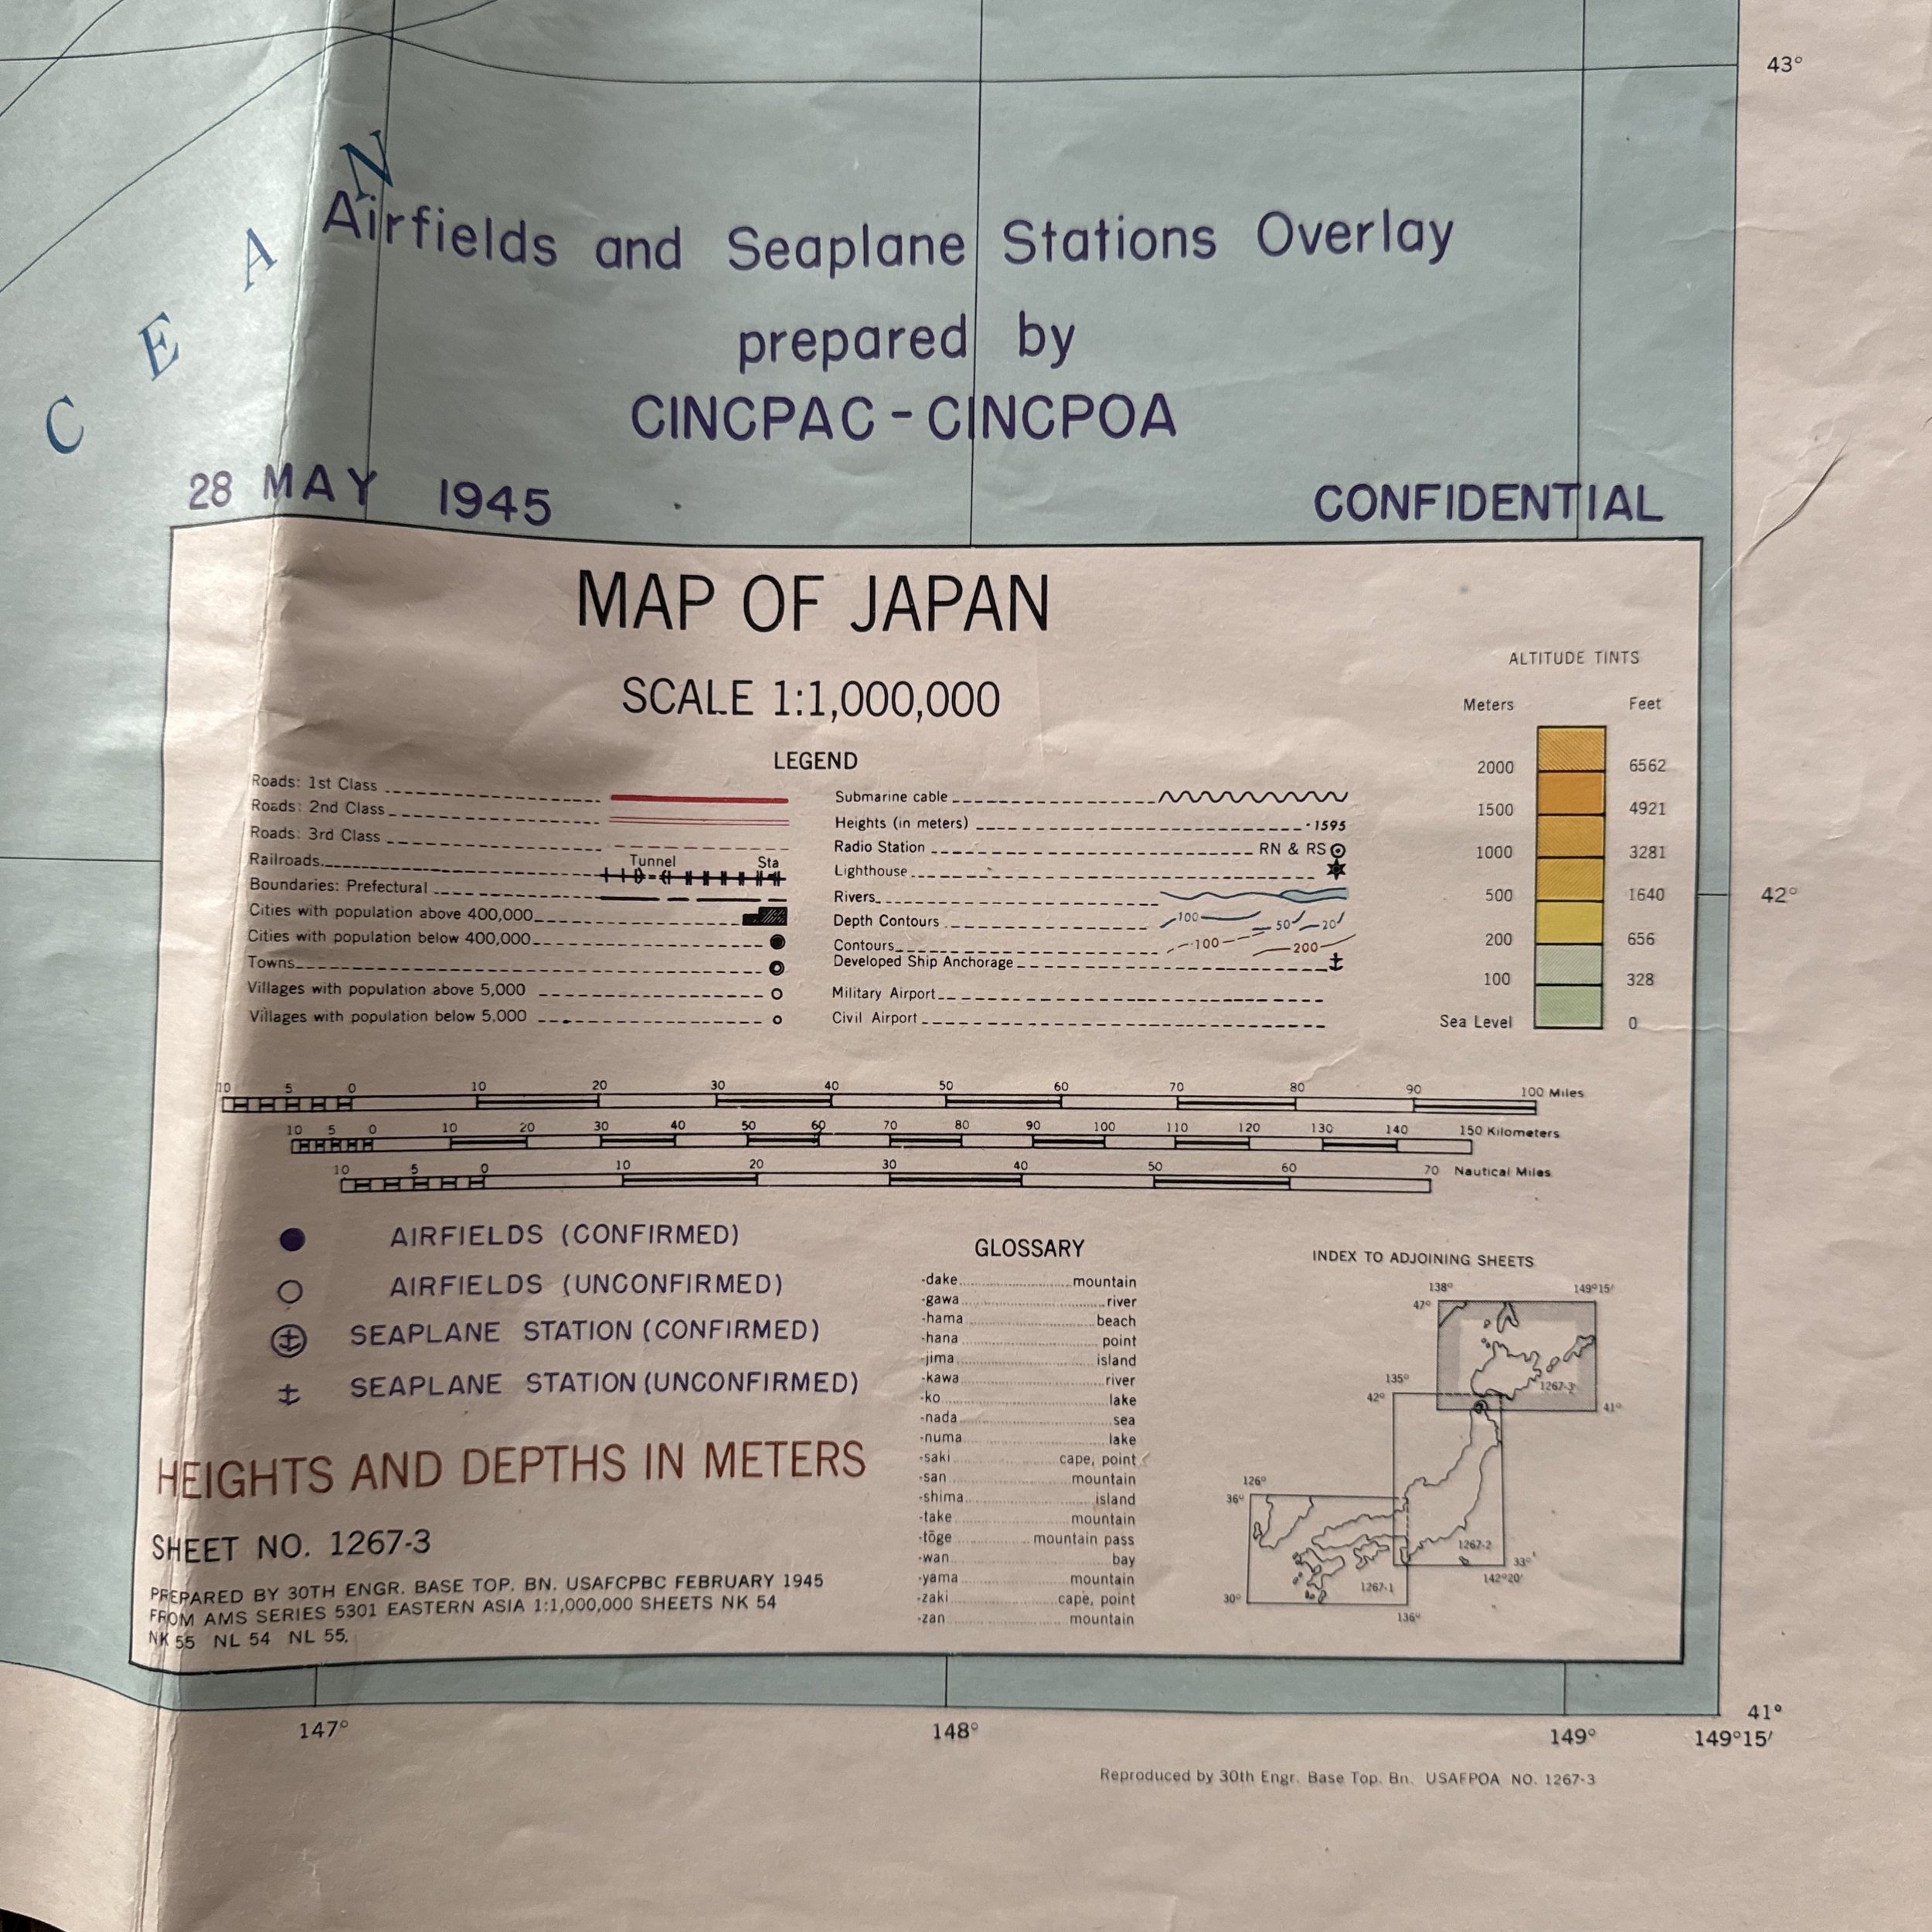 43°
OCEAN
Airfields and Seaplane Stations Overlay
prepared by
CINCPAC - CINCPOA
28 MAY 1945
CONFIDENTIAL
MAP OF JAPAN
SCALE 1:1,000,000
LEGEND
Roads: 1st Class
Roads: 2nd Class
Roads: 3rd Class
Railroads
Tunnel Sta
Boundaries: Prefectural
Cities with population above 400,000
Cities with population below 400,000
Towns
Villages with population above 5,000
Villages with population below 5,000
Submarine cable
Heights (in meters) ·1595
Radio Station RN & RS
Lighthouse
Rivers
Depth Contours 100 50 20
Contours 100 200
Developed Ship Anchorage
Military Airport
Civil Airport
ALTITUDE TINTS
Meters Feet
2000 6562
1500 4921
1000 3281
500 1640
200 656
100 328
Sea Level 0
42°
10 5 0 10 20 30 40 50 60 70 80 90 100 Miles
10 5 0 10 20 30 40 50 60 70 80 90 100 110 120 130 140 150 Kilometers
10 5 0 10 20 30 40 50 60 70 Nautical Miles
AIRFIELDS (CONFIRMED)
AIRFIELDS (UNCONFIRMED)
SEAPLANE STATION (CONFIRMED)
SEAPLANE STATION (UNCONFIRMED)
HEIGHTS AND DEPTHS IN METERS
SHEET NO. 1267-3
PREPARED BY 30TH ENGR. BASE TOP. BN. USAFCPBC FEBRUARY 1945
FROM AMS SERIES 5301 EASTERN ASIA 1:1,000,000 SHEETS NK 54
NK 55 NL 54 NL 55.
GLOSSARY
-dake mountain
-gawa river
-hama beach
-hana point
-jima island
-kawa river
-ko lake
-nada sea
-numa lake
-saki cape, point
-san mountain
-shima island
-take mountain
-tōge mountain pass
-wan bay
-yama mountain
-zaki cape, point
-zan mountain
INDEX TO ADJOINING SHEETS
138° 149°15'
47°
1267-3
135°
42°
41°
126°
36°
1267-2
33°
142°20'
1267-1
30°
136°
147° 148° 149° 149°15'
41°
Reproduced by 30th Engr. Base Top. Bn. USAFPOA NO. 1267-3